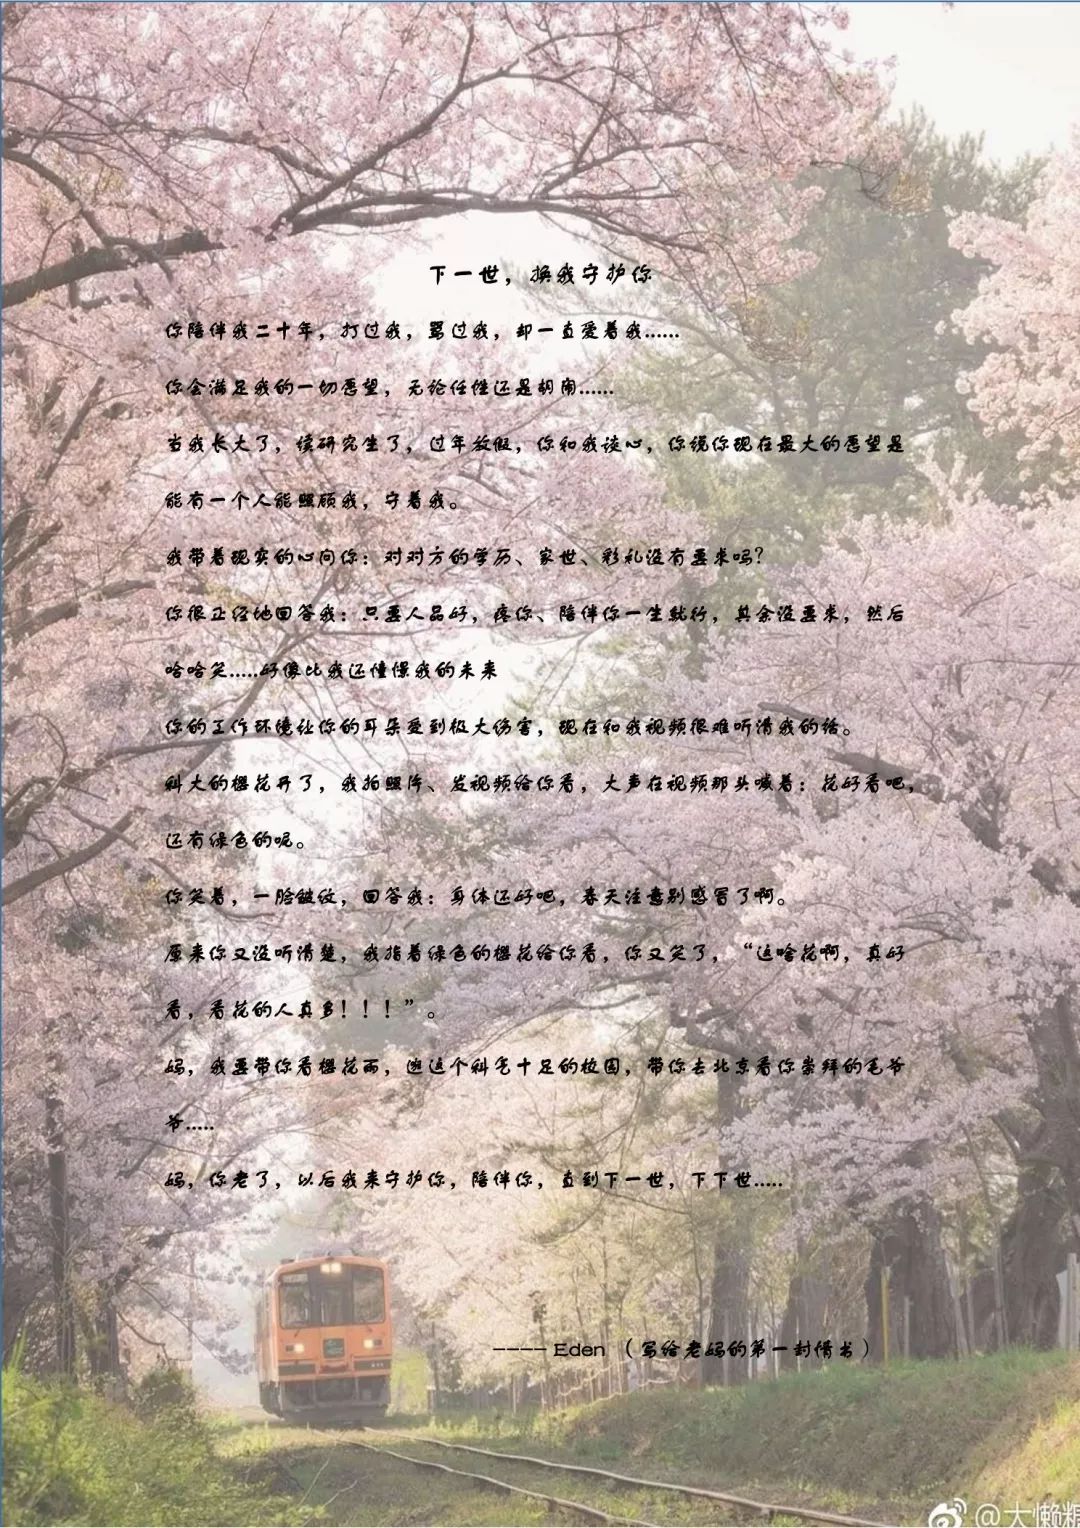 下一世，换我守护你
你陪伴我二十年，打过我，骂过我，却一直爱着我......
你会满足我的一切愿望，无论任性还是胡闹......
当我长大了，读研究生了，过年放假，你和我谈心，你说你现在最大的愿望是
能有一个人能照顾我，守着我。
我带着现实的心问你：对对方的学历、家世、彩礼没有要求吗？
你很正经地回答我：只要人品好，疼你、陪伴你一生就行，其余没要求，然后
哈哈笑.....好像比我还憧憬我的未来
你的工作环境让你的耳朵受到极大伤害，现在和我视频很难听清我的话。
科大的樱花开了，我拍照片、发视频给你看，大声在视频那头喊着：花好看吧，
还有绿色的呢。
你笑着，一脸皱纹，回答我：身体还好吧，春天注意别感冒了啊。
原来你又没听清楚，我指着绿色的樱花给你看，你又笑了，“这啥花啊，真好
看，看花的人真多！！！”。
妈，我要带你看樱花雨，逛这个科气十足的校园，带你去北京看你崇拜的毛爷
爷.....
妈，你老了，以后我来守护你，陪伴你，直到下一世，下下世.....
---- Eden （写给老妈的第一封情书）
@大懒糖